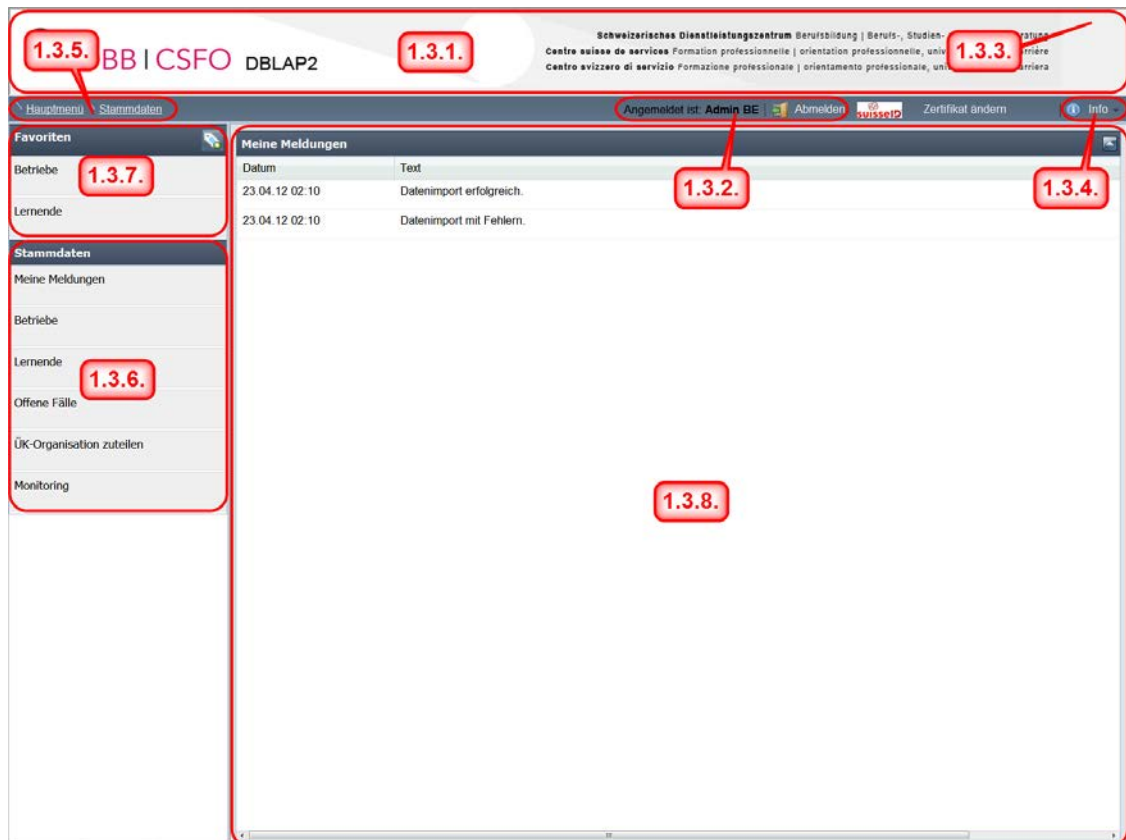 1.3.5.
BB | CSFO DBLAP2
1.3.1.
Schweizerisches Dienstleistungszentrum Berufsbildung | Berufs-, Studien-
Centre suisse de services Formation professionnelle | orientation professionnelle,
Centro svizzero di servizio Formazione professionale | orientamento professionale,
1.3.3.
Hauptmenü Stammdaten
Angemeldet ist: Admin BE Abmelden
suisseID
Zertifikat ändern
Info
Favoriten
Betriebe
1.3.7.
Lernende
Stammdaten
Meine Meldungen
Betriebe
Lernende
1.3.6.
Offene Fälle
ÜK-Organisation zuteilen
Monitoring
Meine Meldungen
Datum Text
1.3.2.
1.3.4.
23.04.12 02:10 Datenimport erfolgreich.
23.04.12 02:10 Datenimport mit Fehlern.
1.3.8.